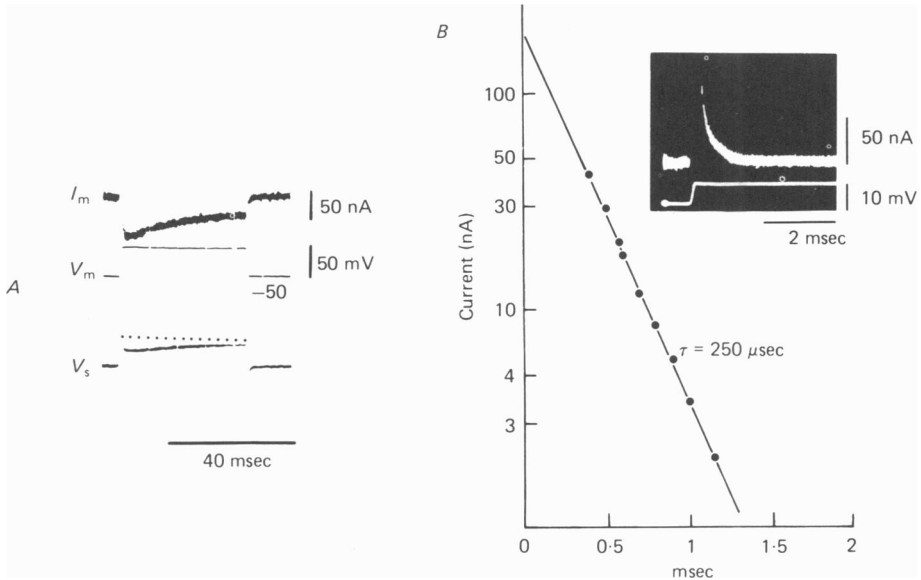 A
I_m
50 nA
V_m
50 mV
−50
V_s
40 msec
B
100
50
30
10
4
3
Current (nA)
50 nA
10 mV
2 msec
τ = 250 μsec
0
0·5
1
1·5
2
msec